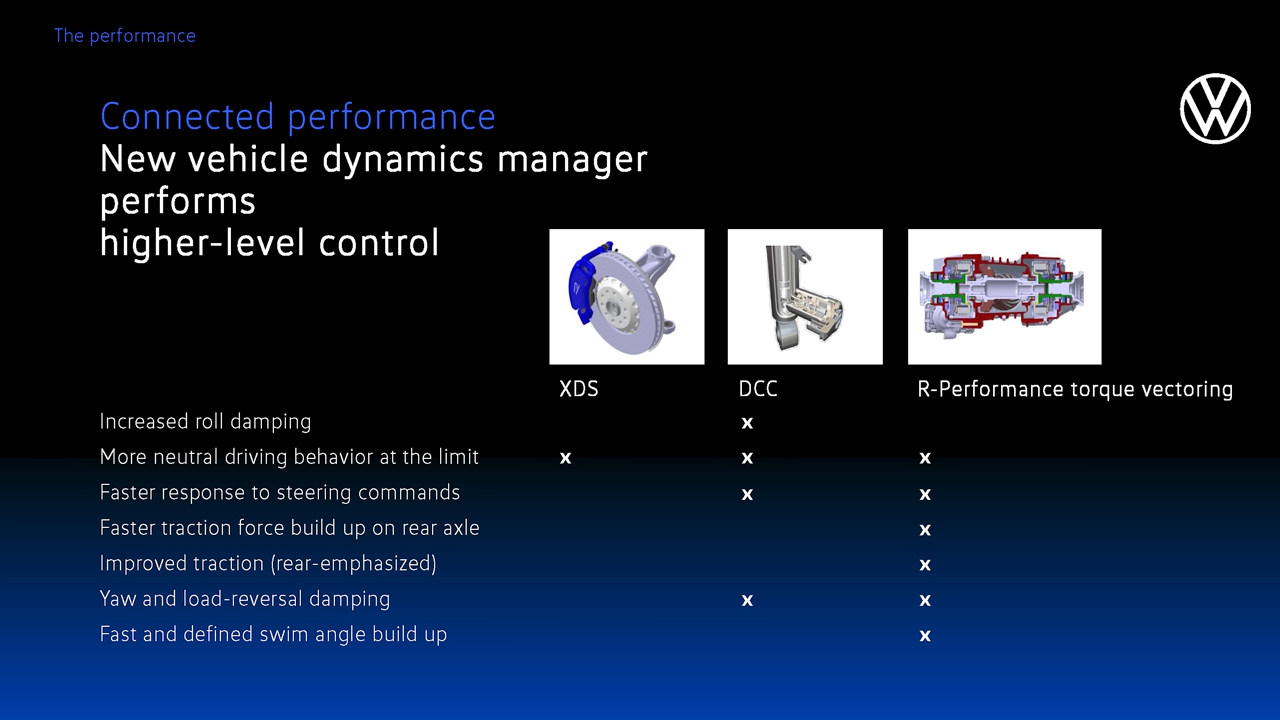 The performance
Connected performance
New vehicle dynamics manager
performs
higher-level control
XDS DCC R-Performance torque vectoring
Increased roll damping x
More neutral driving behavior at the limit x x x
Faster response to steering commands x x
Faster traction force build up on rear axle x
Improved traction (rear-emphasized) x
Yaw and load-reversal damping x x
Fast and defined swim angle build up x